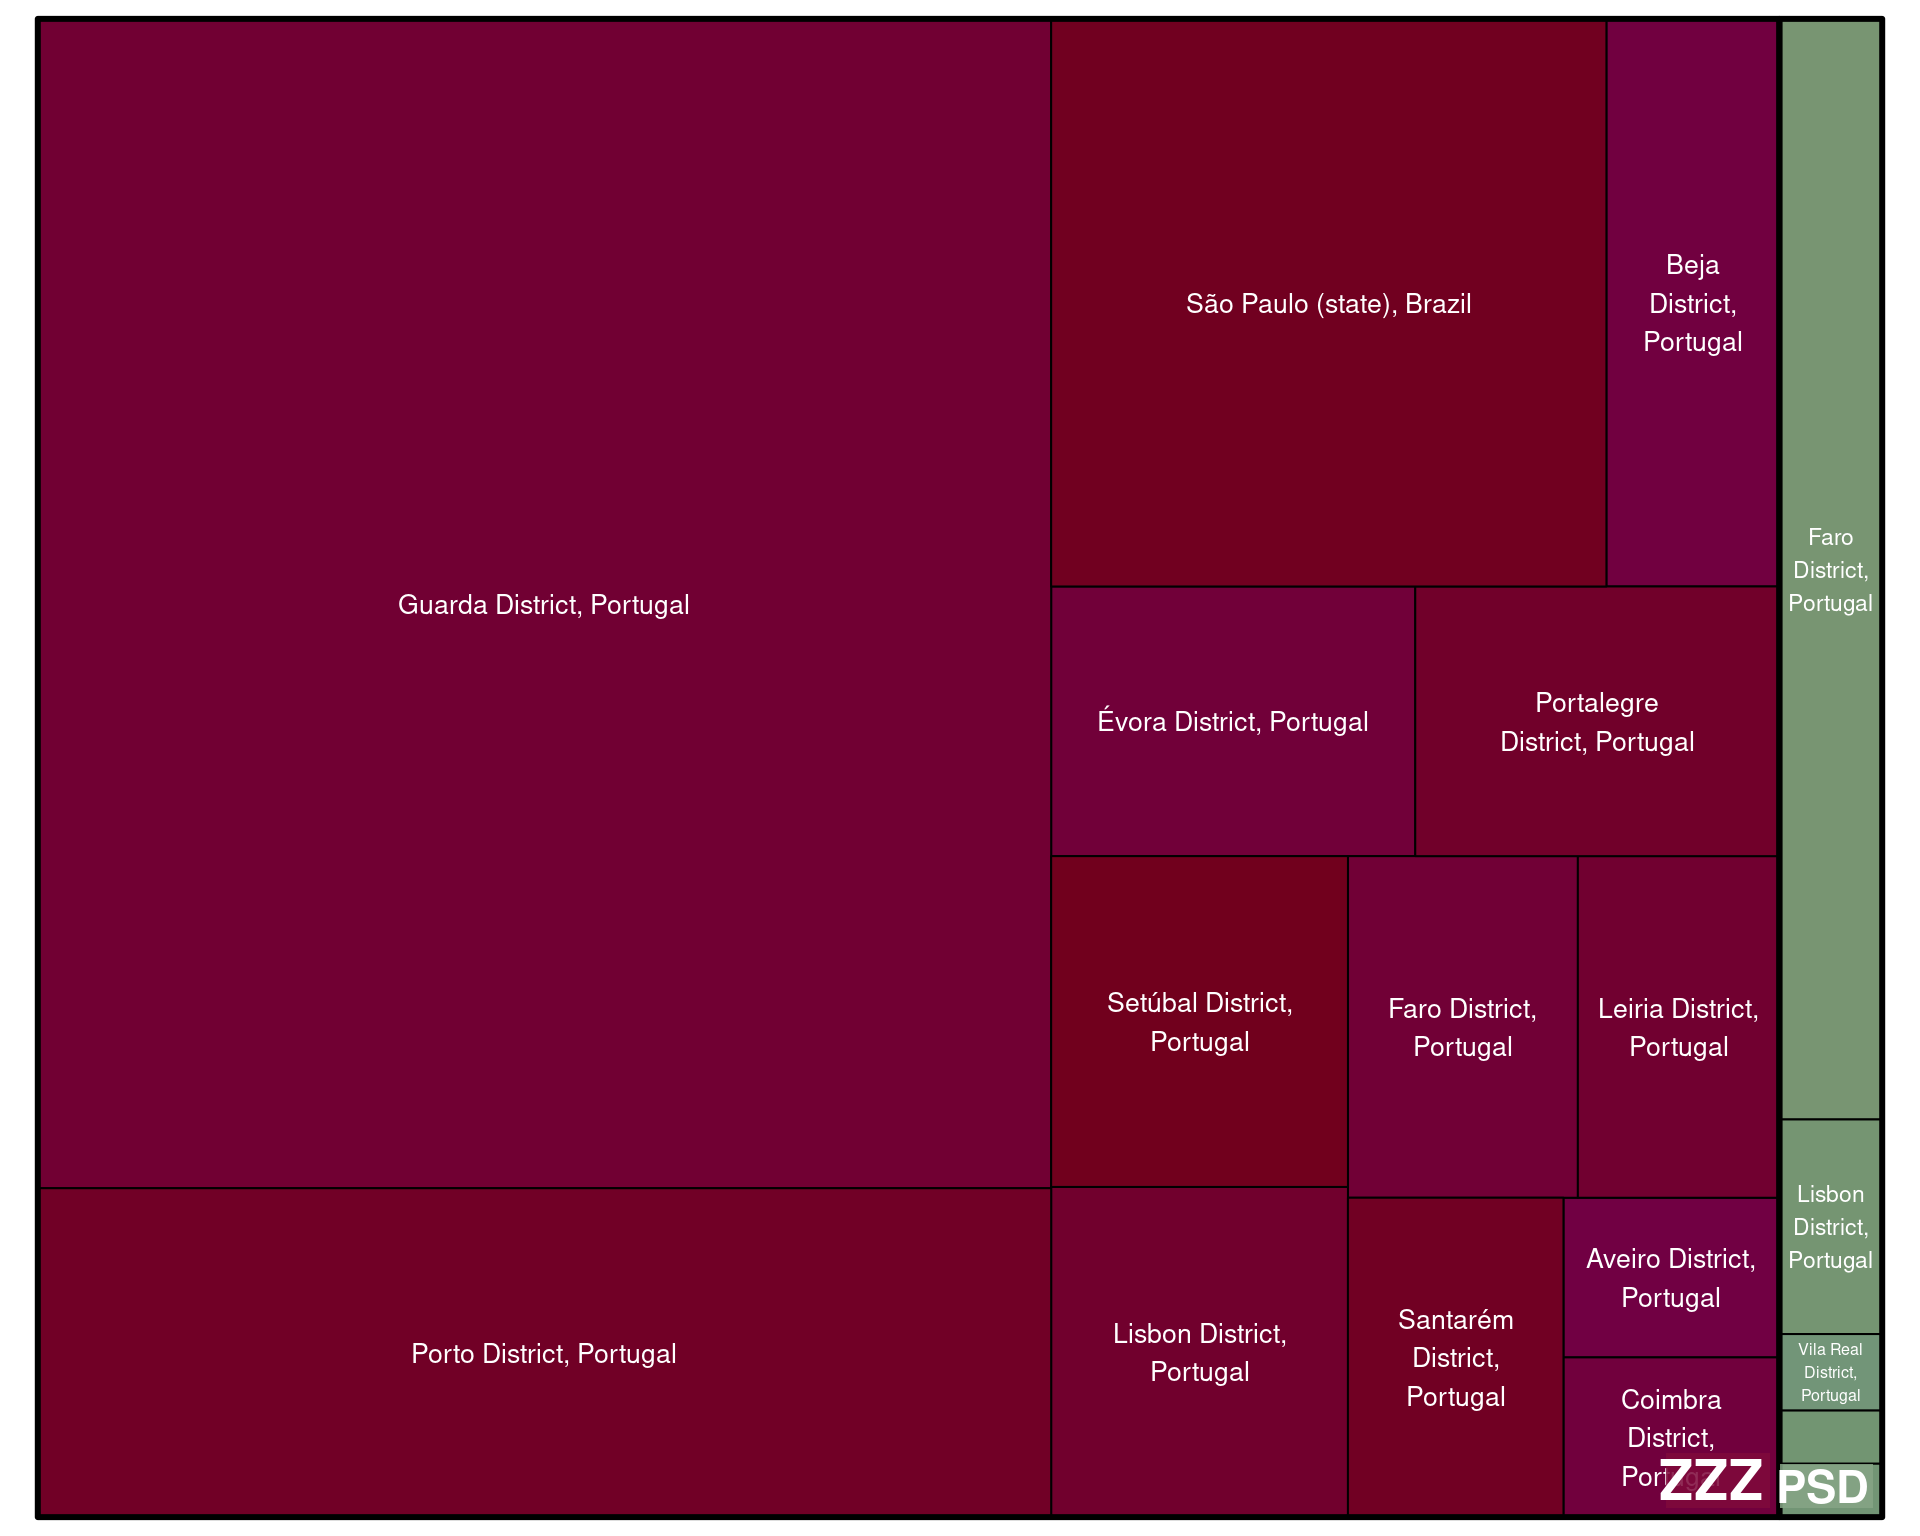 Guarda District, Portugal
Porto District, Portugal
São Paulo (state), Brazil
Beja
District,
Portugal
Évora District, Portugal
Portalegre
District, Portugal
Setúbal District,
Portugal
Faro District,
Portugal
Leiria District,
Portugal
Lisbon District,
Portugal
Santarém
District,
Portugal
Aveiro District,
Portugal
Coimbra
District,
Portugal
ZZZ
Faro
District,
Portugal
Lisbon
District,
Portugal
Vila Real
District,
Portugal
PSD